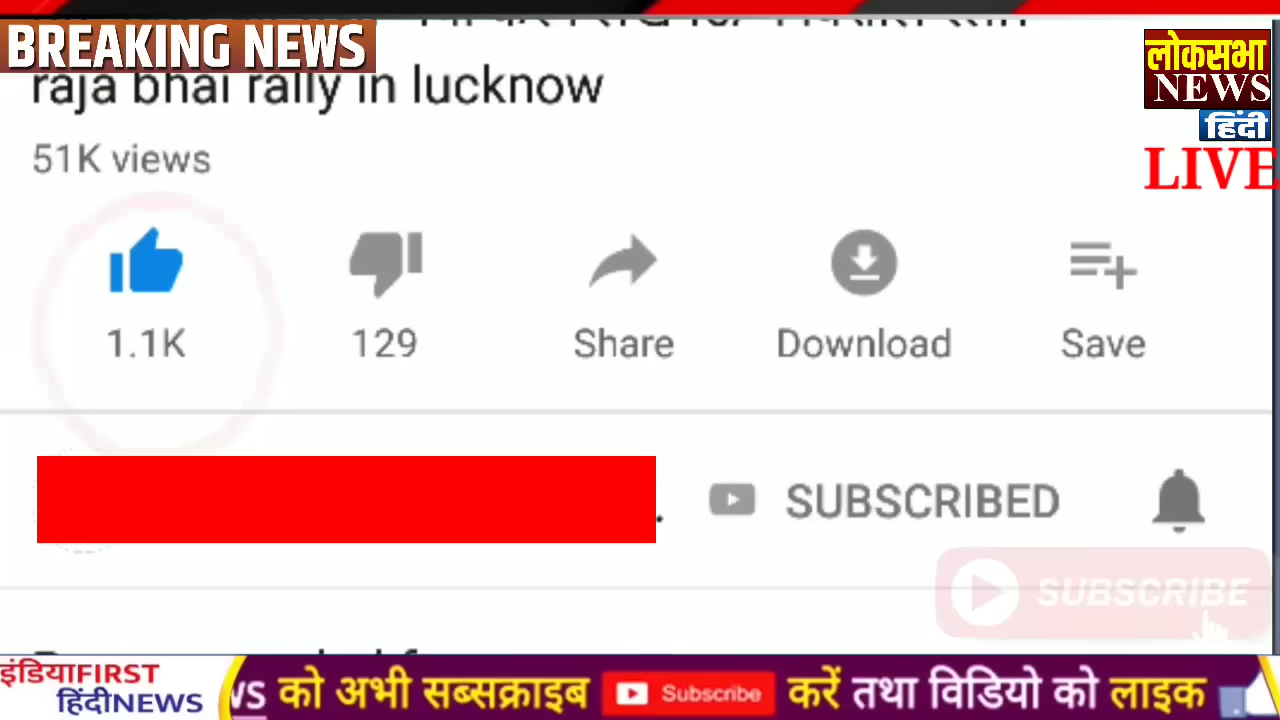 BREAKING NEWS
raja bhai rally in lucknow
51K views
लोकसभा
NEWS
हिंदी
LIVE
1.1K
129
Share
Download
Save
SUBSCRIBED
SUBSCRIBE
इंडियाFIRST
हिंदीNEWS
को अभी सब्सक्राइब Subscribe करें तथा विडियो को लाइक